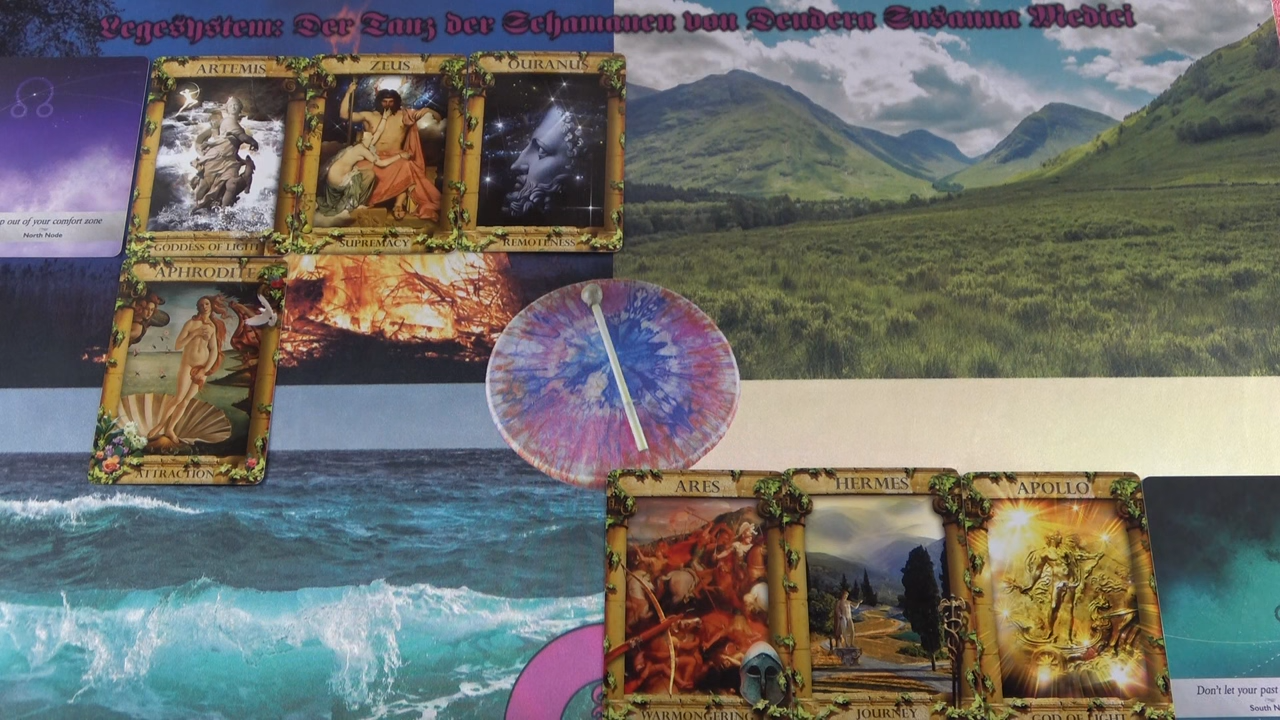 Legesystem: Der Tanz der Schamanen von Dendera Susanna Medici
ARTEMIS
ZEUS
OURANUS
p out of your comfort zone
North Node
GODDESS OF LIGHT
SUPREMACY
REMOTENESS
APHRODITE
ATTRACTION
ARES
HERMES
APOLLO
Don't let your past
South N
WARMONGERING
JOURNEY
GOD OF LIGHT